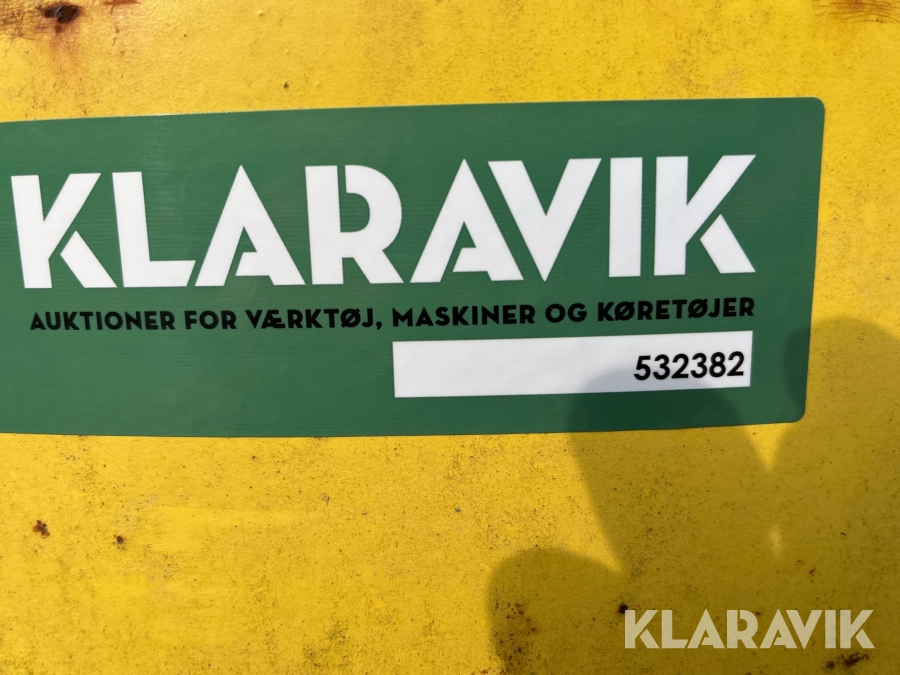 KLARAVIK
AUKTIONER FOR VÆRKTØJ, MASKINER OG KØRETØJER
532382
KLARAVIK